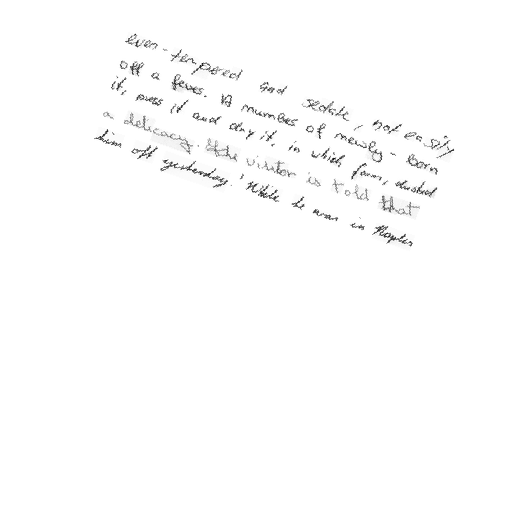 even-tempered and sedate, not easily
off a fever. A number of newly-born
it, press it and dry it, in which form, dusted
a delicacy. If the visitor is told that
him off yesterday.' While he was in Naples